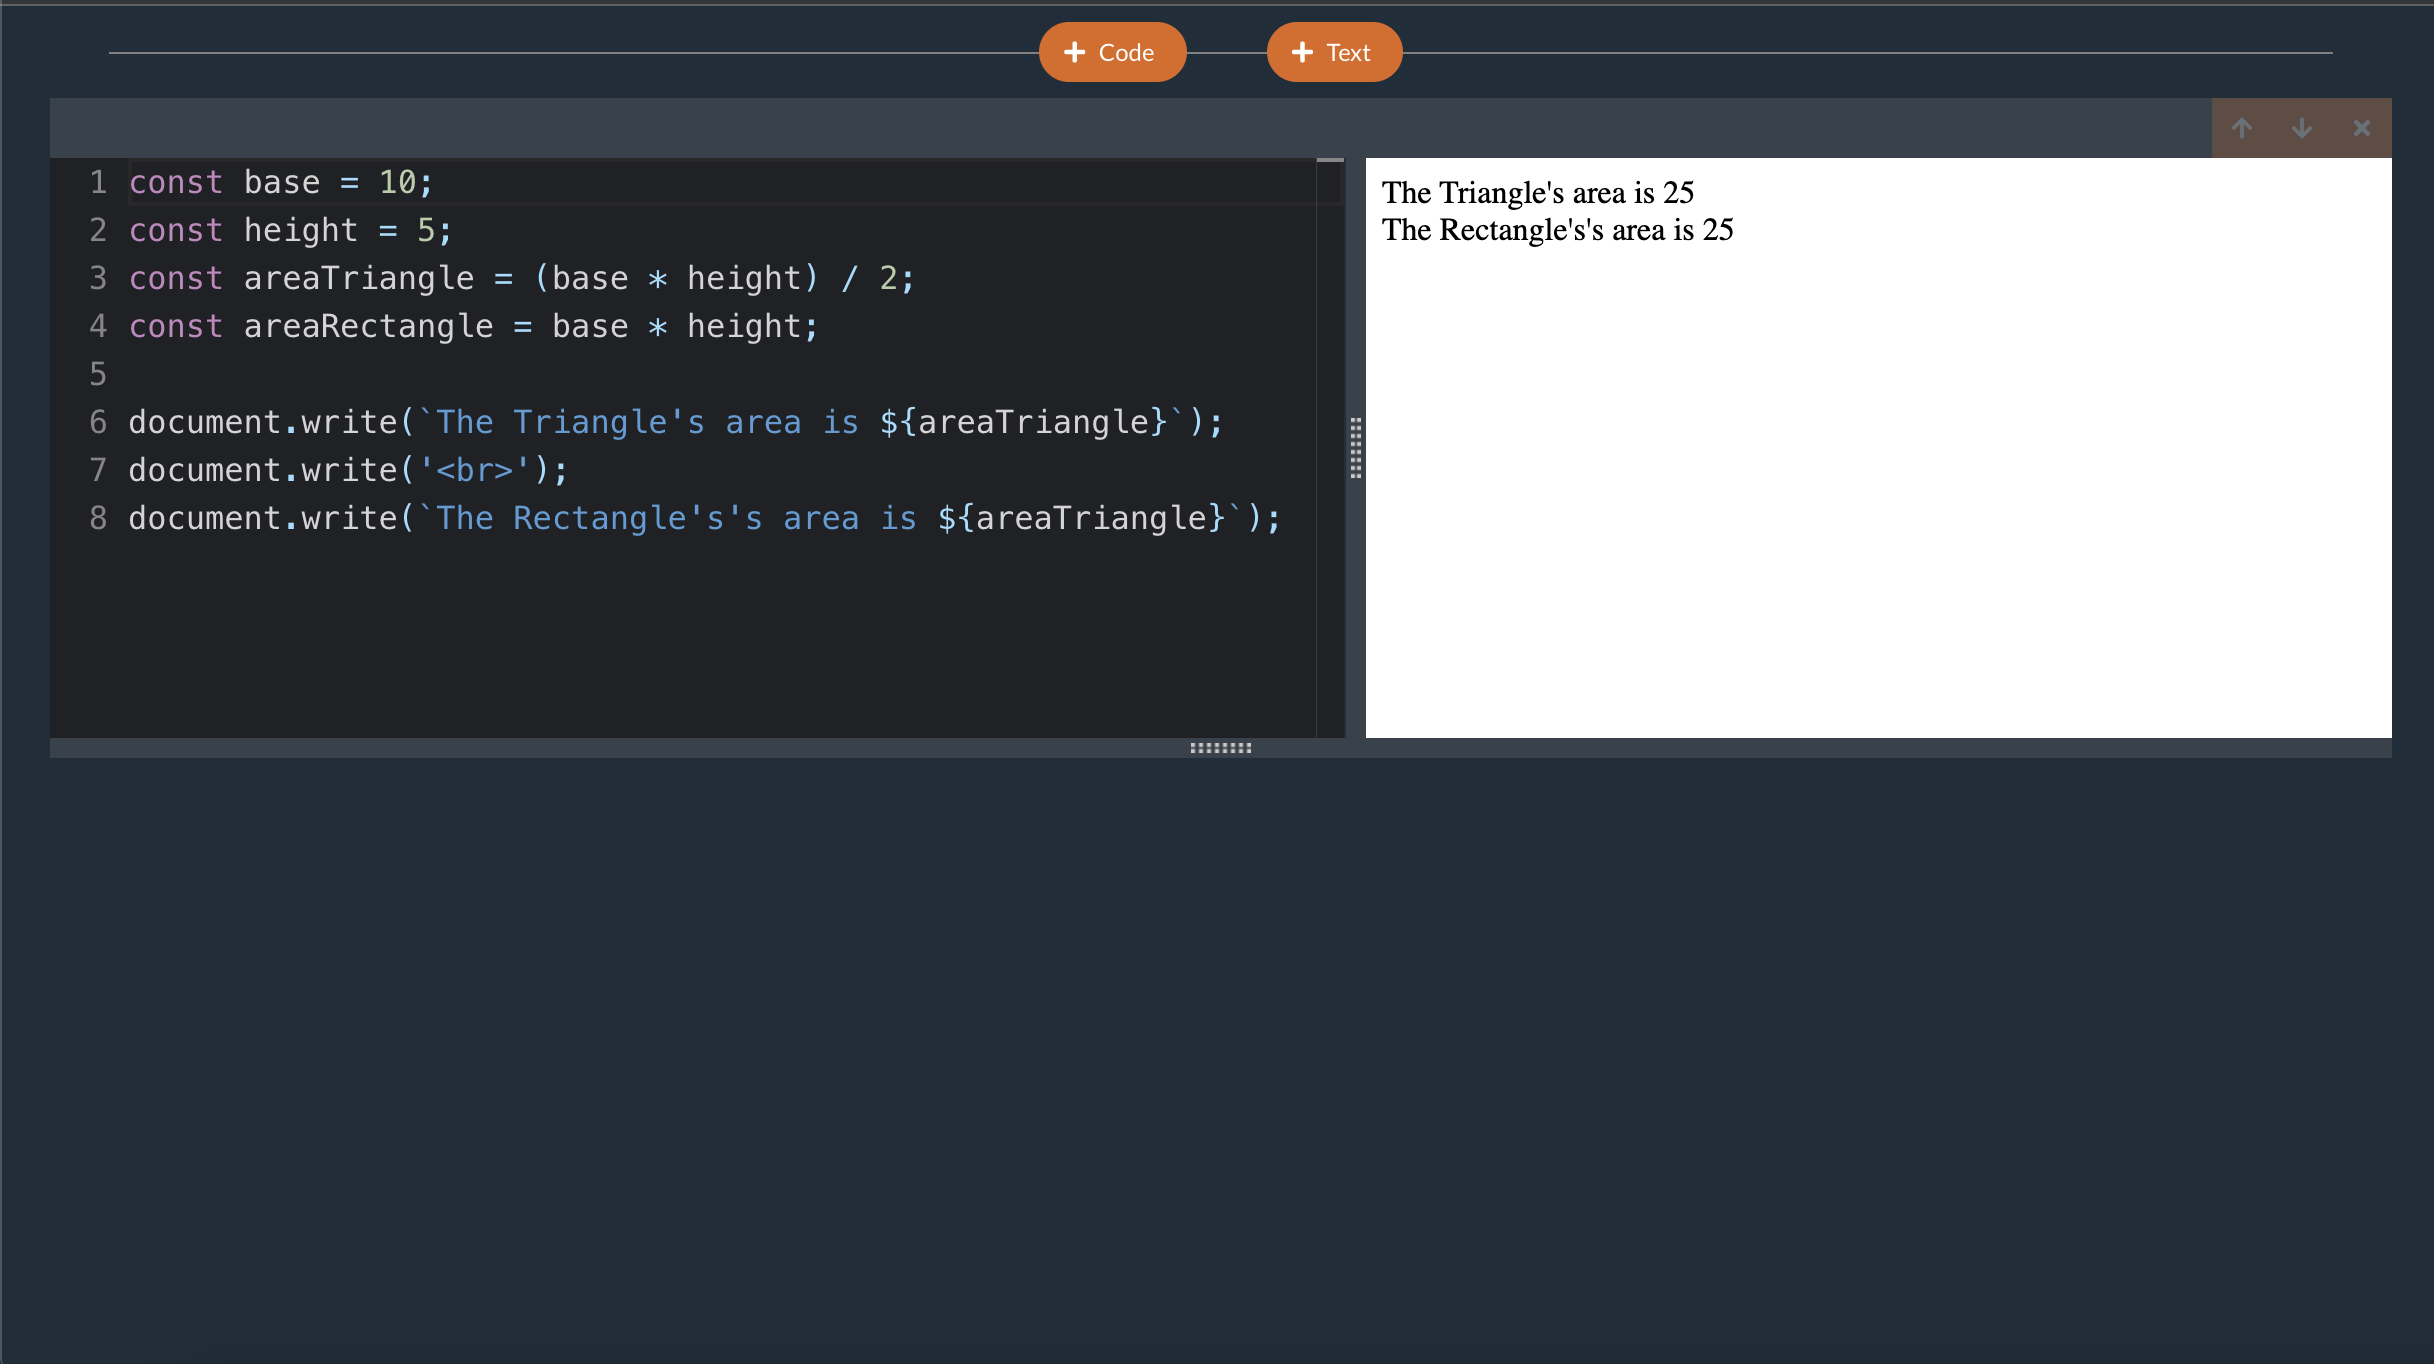 Code Text
1 const base = 10;
2 const height = 5;
3 const areaTriangle = (base * height) / 2;
4 const areaRectangle = base * height;
5
6 document.write(`The Triangle's area is ${areaTriangle}`);
7 document.write('<br>');
8 document.write(`The Rectangle's's area is ${areaTriangle}`);
The Triangle's area is 25
The Rectangle's's area is 25